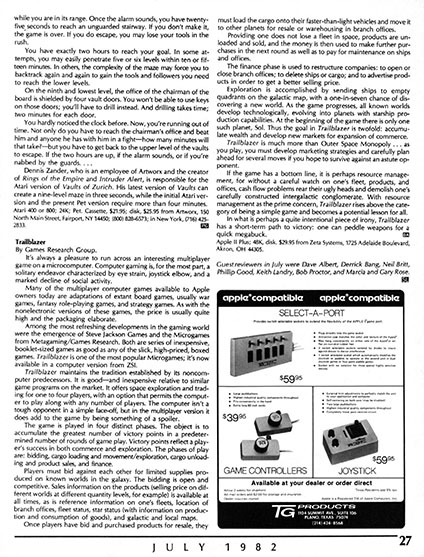 while you are in its range. Once the alarm sounds, you have twenty-
five seconds to reach an unguarded stairway. If you don't make it,
the game is over. If you do escape, you may lose your tools in the
rush.
You have exactly two hours to reach your goal. In some at-
tempts, you may easily penetrate five or six levels within ten or fif-
teen minutes. In others, the complexity of the maze may force you to
backtrack again and again to gain the tools and followers you need
to reach the lower levels.
On the ninth and lowest level, the office of the chairman of the
board is shielded by four vault doors. You won't be able to use keys
on those doors; you'll have to drill instead. And drilling takes time;
two minutes for each door.
You hardly noticed the clock before. Now, you're running out of
time. Not only do you have to reach the chairman's office and beat
him and anyone he has with him in a fight—how many minutes will
that take?—but you have to get back to the upper level of the vaults
to escape. If the two hours are up, if the alarm sounds, or if you're
nabbed by the guards. . . .
Dennis Zander, who is an employee of Artworx and the creator
of Rings of the Empire and Intruder Alert, is responsible for the
Atari version of Vaults of Zurich. His latest version of Vaults can
create a nine-level maze in three seconds, while the initial Atari ver-
sion and the present Pet version require more than four minutes.
Atari 400 or 800; 24K; Pet. Cassette, $21.95; disk, $25.95 from Artworx, 150
North Main Street, Fairport, NY 14450; (800) 828-6573; in New York, (716) 425-
2833.
Trailblazer
By Games Research Group.
It's always a pleasure to run across an interesting multiplayer
game on a microcomputer. Computer gaming is, for the most part, a
solitary endeavor characterized by eye strain, joystick elbow, and a
marked decline of social activity.
Many of the multiplayer computer games available to Apple
owners today are adaptations of extant board games, usually war
games, fantasy role-playing games, and strategy games. As with the
nonelectronic versions of these games, the price is usually quite
high and the packaging elaborate.
Among the most refreshing developments in the gaming world
were the emergence of Steve Jackson Games and the Microgames
from Metagaming/Games Research. Both are series of inexpensive,
booklet-sized games as good as any of the slick, high-priced, boxed
games. Trailblazer is one of the most popular Microgames; it's now
available in a computer version from ZSI.
Trailblazer maintains the tradition established by its noncom-
puter predecessors. It is good—and inexpensive relative to similar
game programs on the market. It offers space exploration and trad-
ing for one to four players, with an option that permits the comput-
er to play along with any number of players. The computer isn't a
tough opponent in a simple face-off, but in the multiplayer version it
does add to the game by being something of a spoiler.
The game is played in four distinct phases. The object is to
accumulate the greatest number of victory points in a predeter-
mined number of rounds of game play. Victory points reflect a play-
er's success in both commerce and exploration. The phases of play
are: bidding, cargo loading and movement/exploration, cargo unload-
ing and product sales, and finance.
Players must bid against each other for limited supplies pro-
duced on known worlds of the galaxy. The bidding is open and
competitive. Sales information the products (selling price on dif-
ferent worlds at different quantity levels, for example) is available at
all times, as is reference information on one's fleets, location of
branch offices, fleet status, star status (with information on produc-
tion and consumption of goods), and galactic and local maps.
Once players have bid and purchased products for resale, they
must load the cargo onto their faster-than-light vehicles and move it
to other planets for resale or warehousing in branch offices.
Providing one does not lose a fleet in space, products are un-
loaded and sold, and the money is then used to make further pur-
chases in the next round as well as to pay for maintenance on ships
and offices.
The finance phase is used to restructure companies: to open or
close branch offices; to delete ships or cargo; and to advertise prod-
ucts in order to get a better selling price.
Exploration is accomplished by sending ships to empty
quadrants on the galactic map, with a one-in-seven chance of dis-
covering a new world. As the game progresses, all known worlds
develop technologically, evolving into planets with starship pro-
duction capabilities. At the beginning of the game there is only one
such planet, Sol. Thus the goal in Trailblazer is twofold: accumu-
late wealth and develop new markets for expansion of commerce.
Trailblazer is much more than Outer Space Monopoly . . . as
you play, you must develop marketing strategies and carefully plan
ahead for several moves if you hope to survive against an astute op-
ponent.
If the game has a bottom line, it is perhaps resource manage-
ment, for without a careful watch on one's fleet, products, and
offices, cash flow problems rear their ugly heads and demolish one's
carefully constructed intergalactic conglomerate. With resource
management as the prime concern, Trailblazer rises above the cate-
gory of being a simple game and becomes a potential lesson for all.
In what is perhaps a quite intentional piece of irony, Trailblazer
has a short-term path to victory: one can peddle weapons for a
quick megabuck.
Apple II Plus; 48K, disk. $29.95 from Zeta Systems, 1725 Adelaide Boulevard,
Akron, OH 44305.
Guest reviewers in July were Dave Albert, Derrick Bang, Neil Britt,
Phillip Good, Keith Landry, Bob Proctor, and Marcia and Gary Rose.
apple compatible
apple compatible
SELECT-A-PORT
$59.95
$39.95
GAME CONTROLLERS
$59.95
JOYSTICK
Available at your dealer or order direct
TG PRODUCTS
1104 SUMMIT AVE., SUITE 106
PLANO, TEXAS 75074
(214) 424-8568
JULY 1982
27